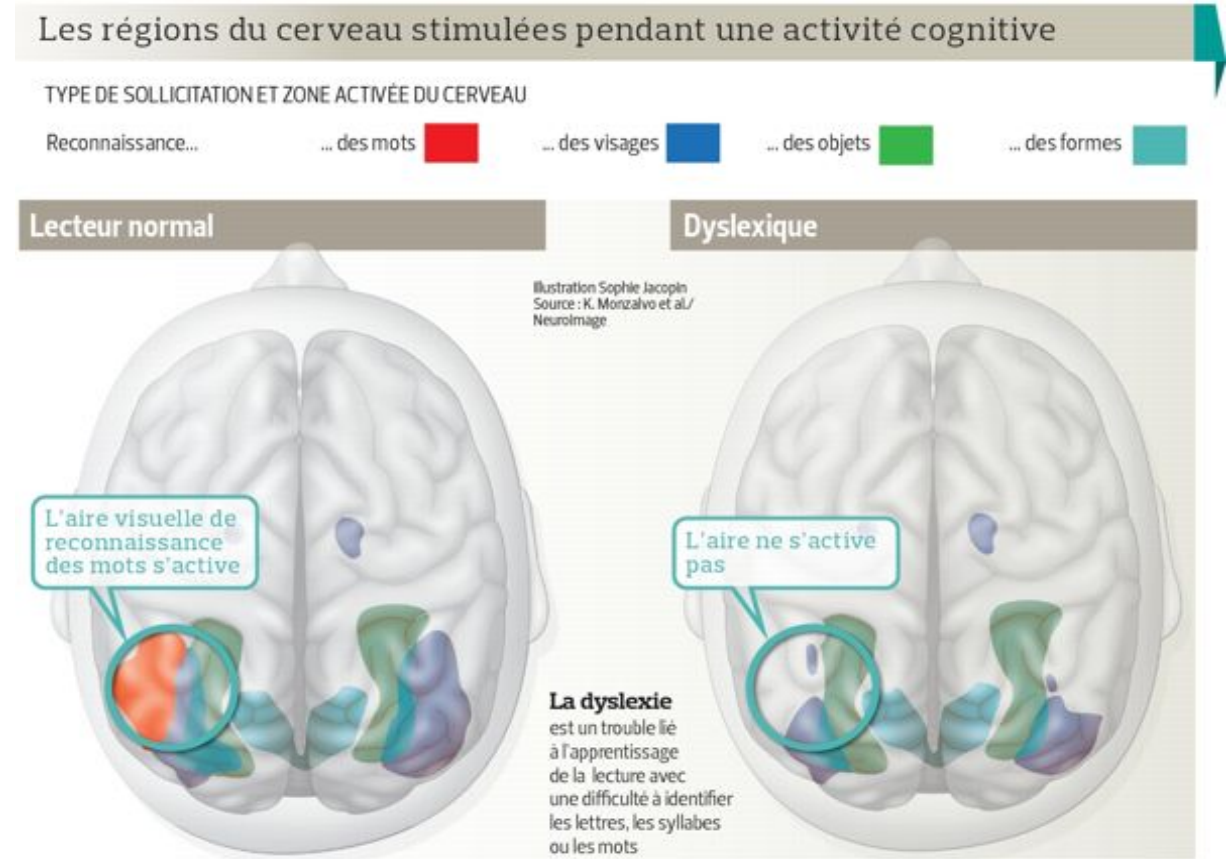 Les régions du cerveau stimulées pendant une activité cognitive
TYPE DE SOLLICITATION ET ZONE ACTIVÉE DU CERVEAU
Reconnaissance... ... des mots ... des visages ... des objets ... des formes
Lecteur normal
Dyslexique
Illustration Sophie Jacopin
Source : K. Monzalvo et al./
NeuroImage
L'aire visuelle de
reconnaissance
des mots s'active
L'aire ne s'active
pas
La dyslexie
est un trouble lié
à l'apprentissage
de la lecture avec
une difficulté à identifier
les lettres, les syllabes
ou les mots